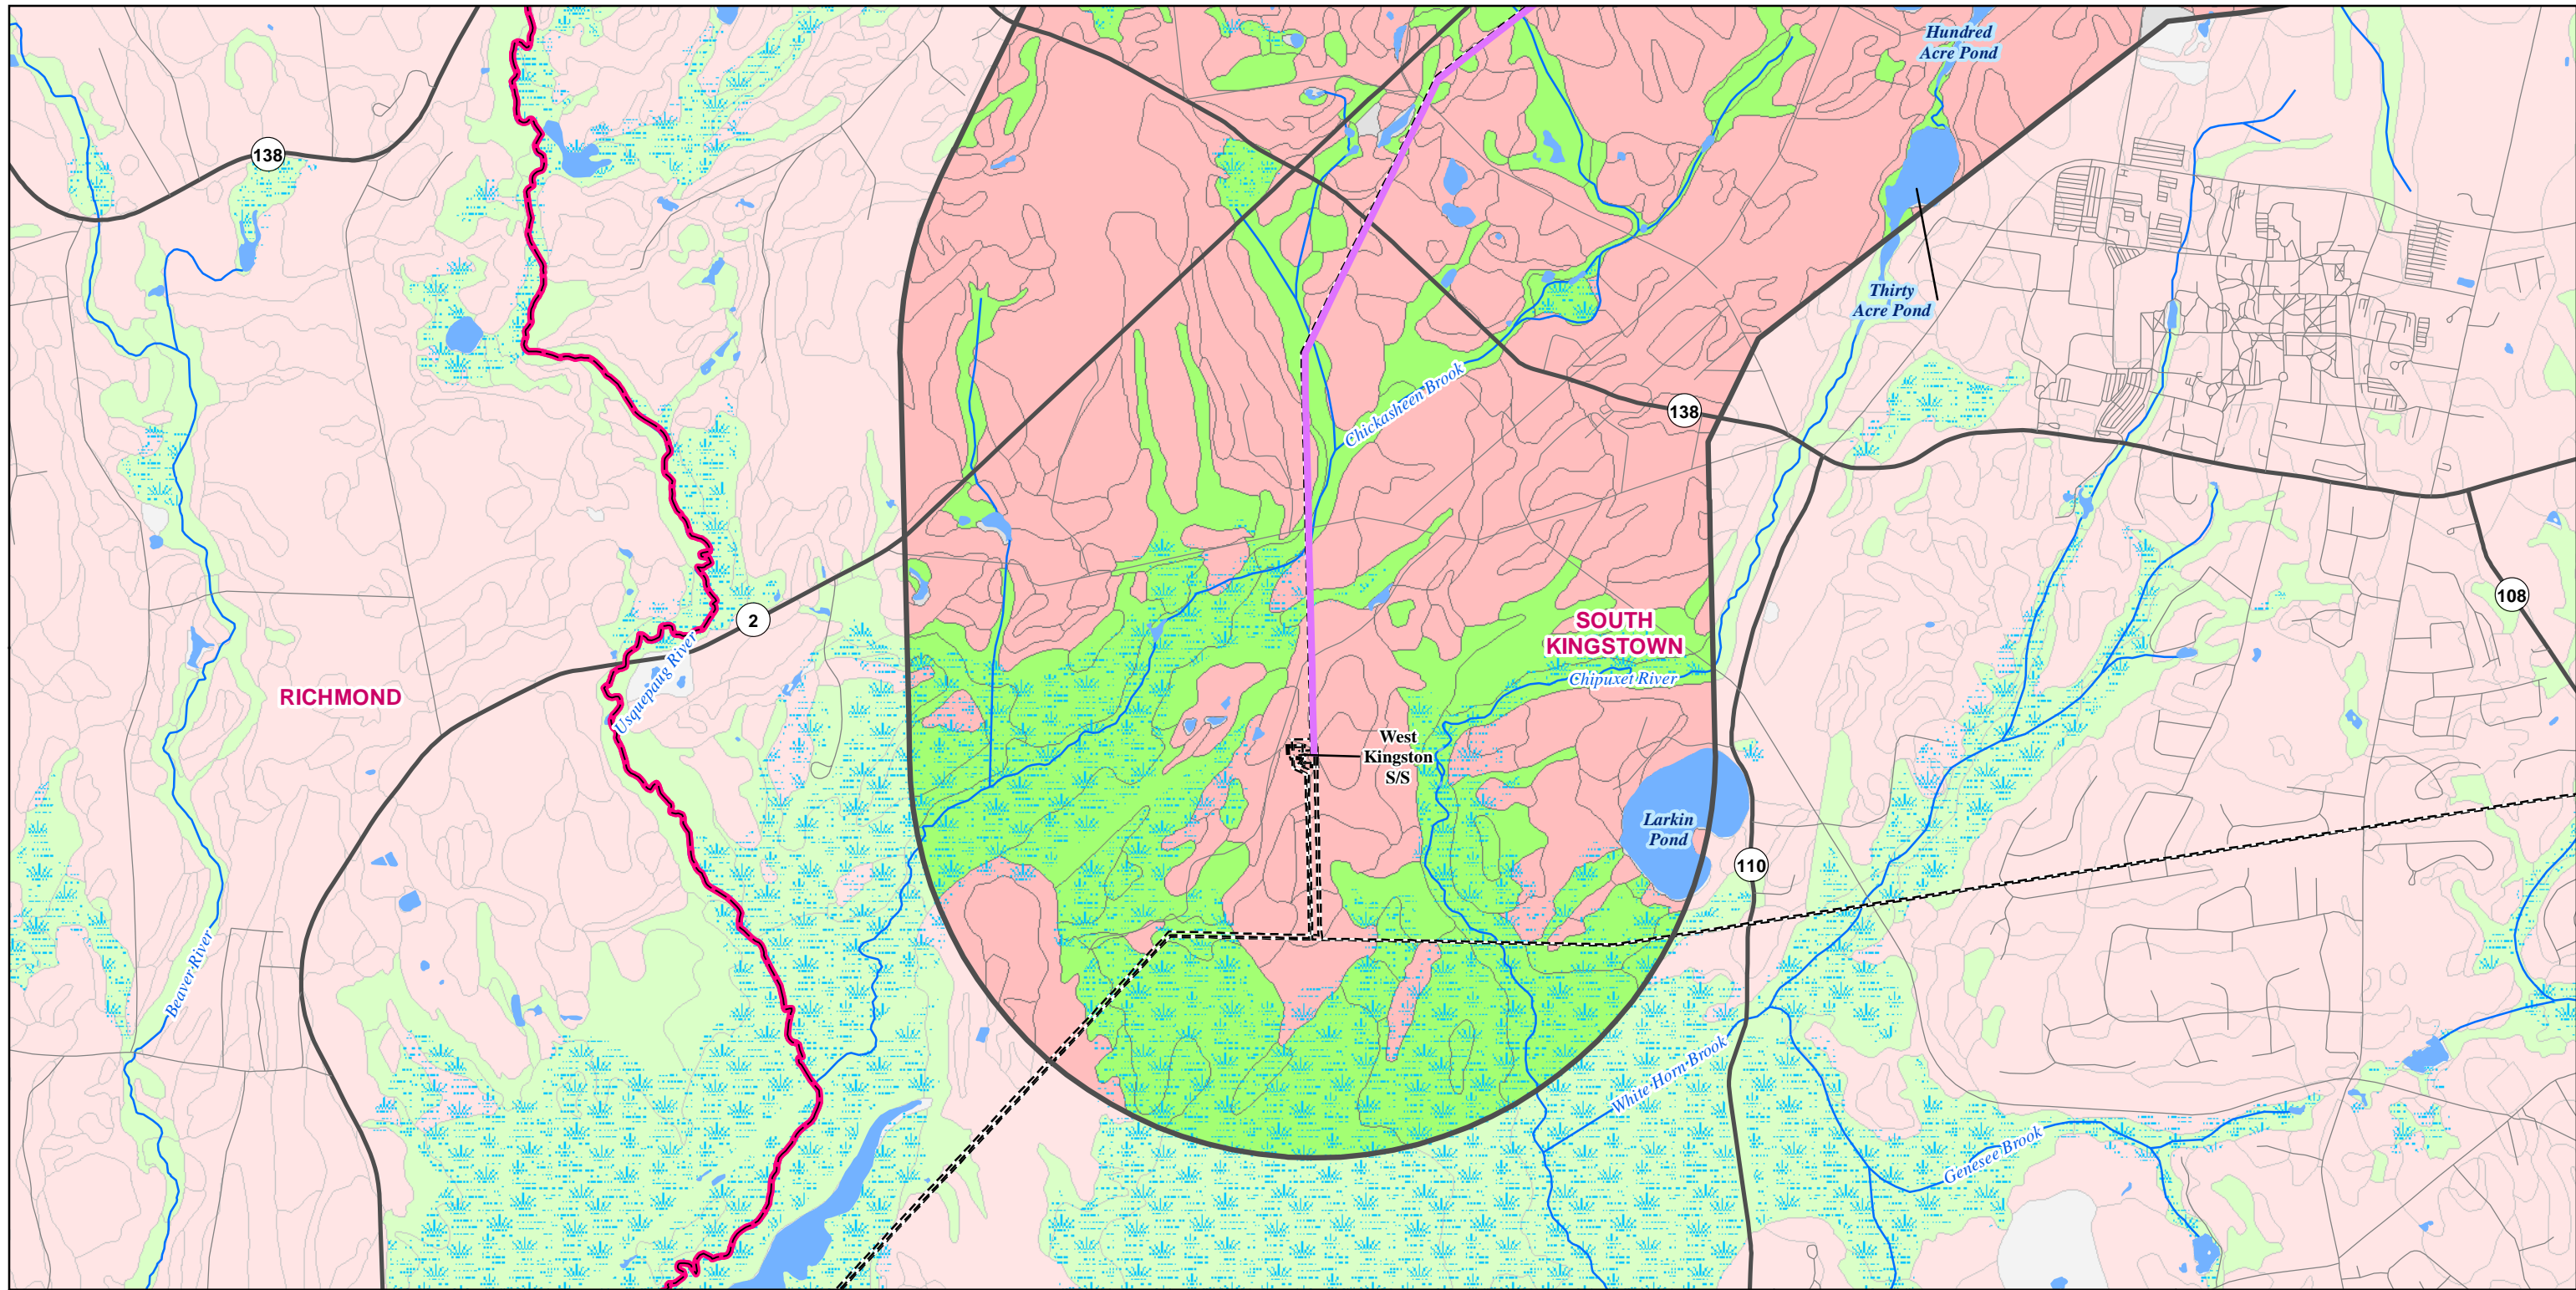 Hundred
Acre Pond
138
Thirty
Acre Pond
Chickasheen Brook
138
108
2
SOUTH
KINGSTOWN
Usquepaug River
Chipuxet River
RICHMOND
West
Kingston
S/S
Larkin
Pond
110
Beaver River
White Horn Brook
Genesee Brook